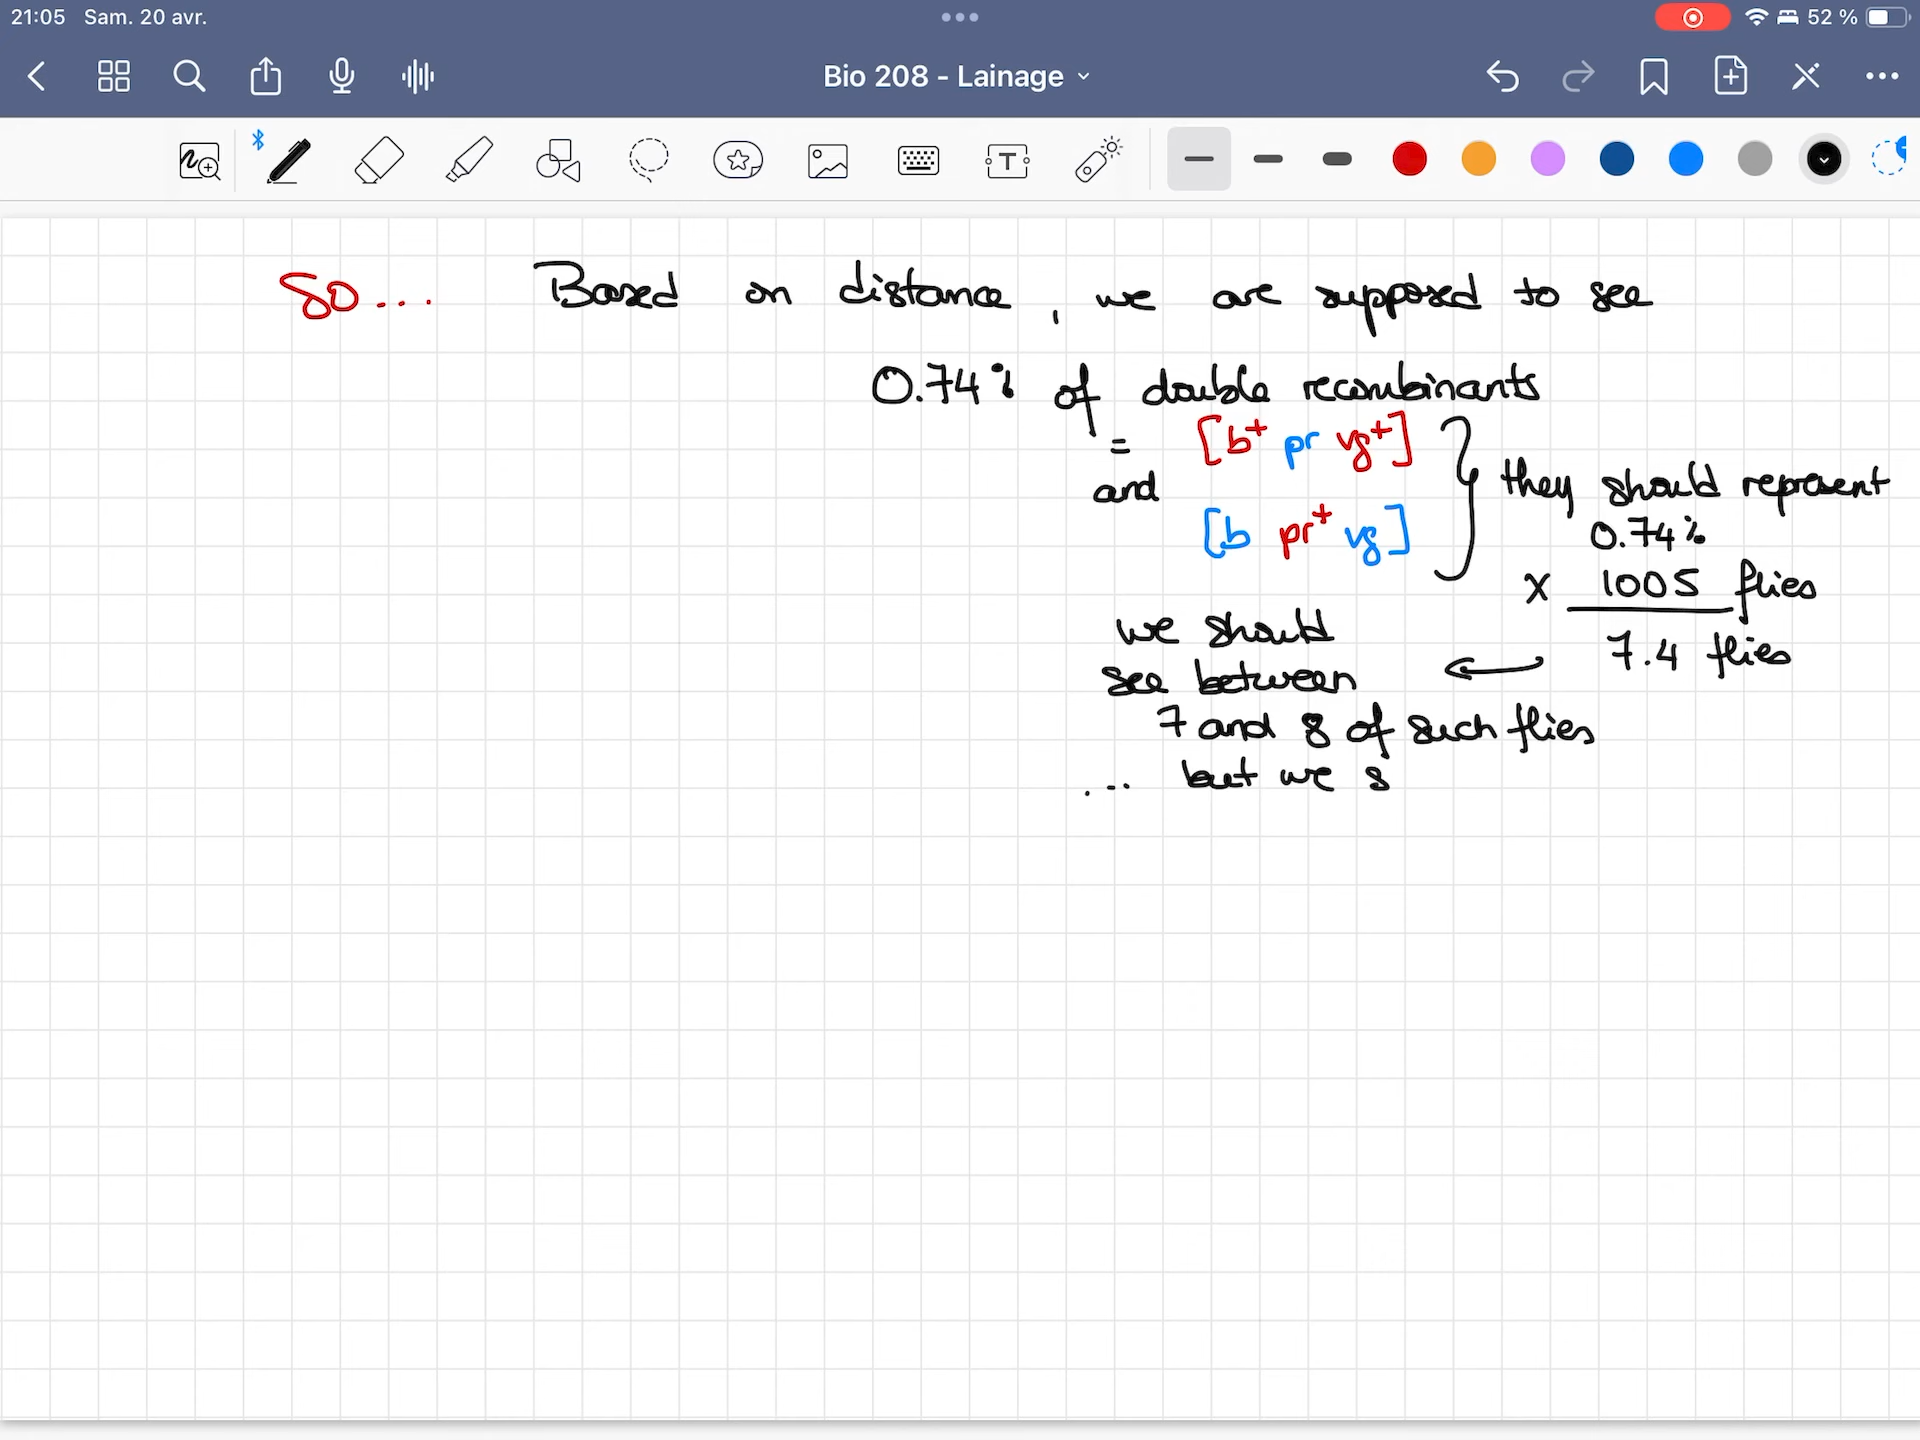 21:05 Sam. 20 avr.
52 %
Bio 208 - Lainage
So... Based on distance, we are supposed to see
0.74% of double recombinants
= [b+ pr vg+]
and
[b pr+ vg]
they should represent
0.74%
x 1005 flies
7.4 flies
we should
see between
7 and 8 of such flies
... but we s